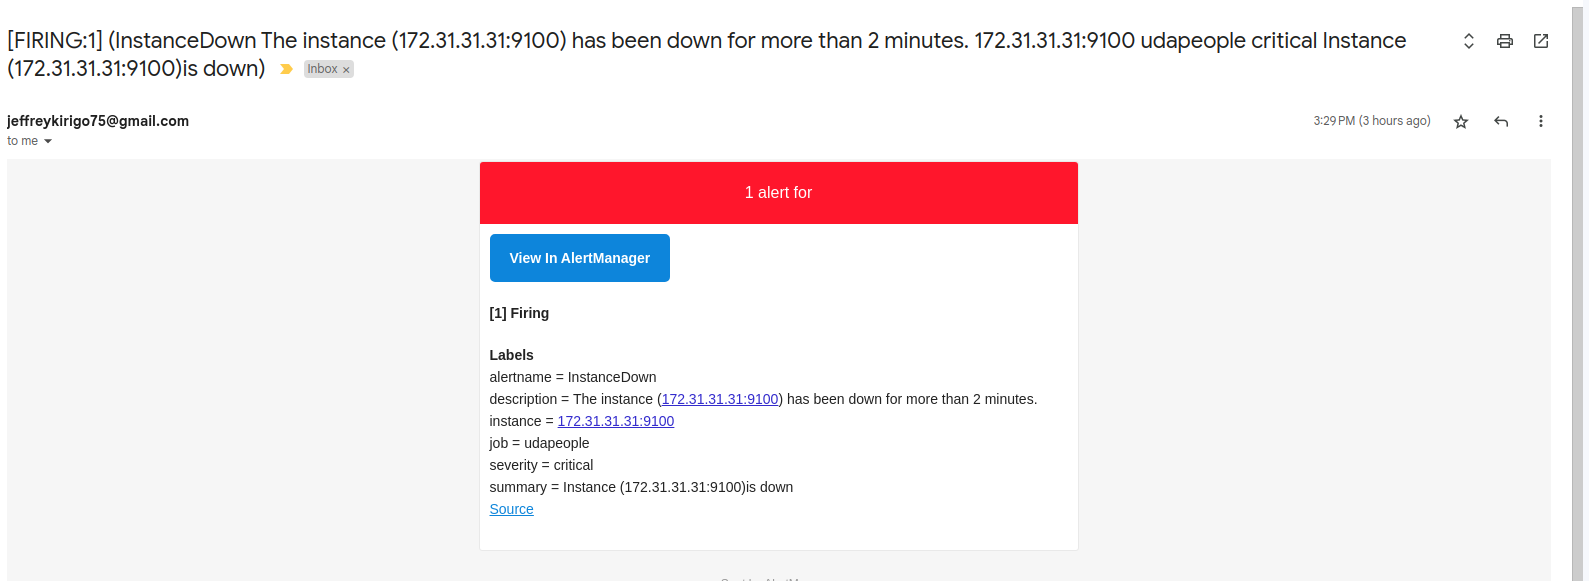 [FIRING:1] (InstanceDown The instance (172.31.31.31:9100) has been down for more than 2 minutes. 172.31.31.31:9100 udapeople critical Instance
(172.31.31.31:9100)is down)
Inbox ×
jeffreykirigo75@gmail.com
3:29 PM (3 hours ago)
to me
1 alert for
View In AlertManager
[1] Firing
Labels
alertname = InstanceDown
description = The instance (172.31.31.31:9100) has been down for more than 2 minutes.
instance = 172.31.31.31:9100
job = udapeople
severity = critical
summary = Instance (172.31.31.31:9100)is down
Source